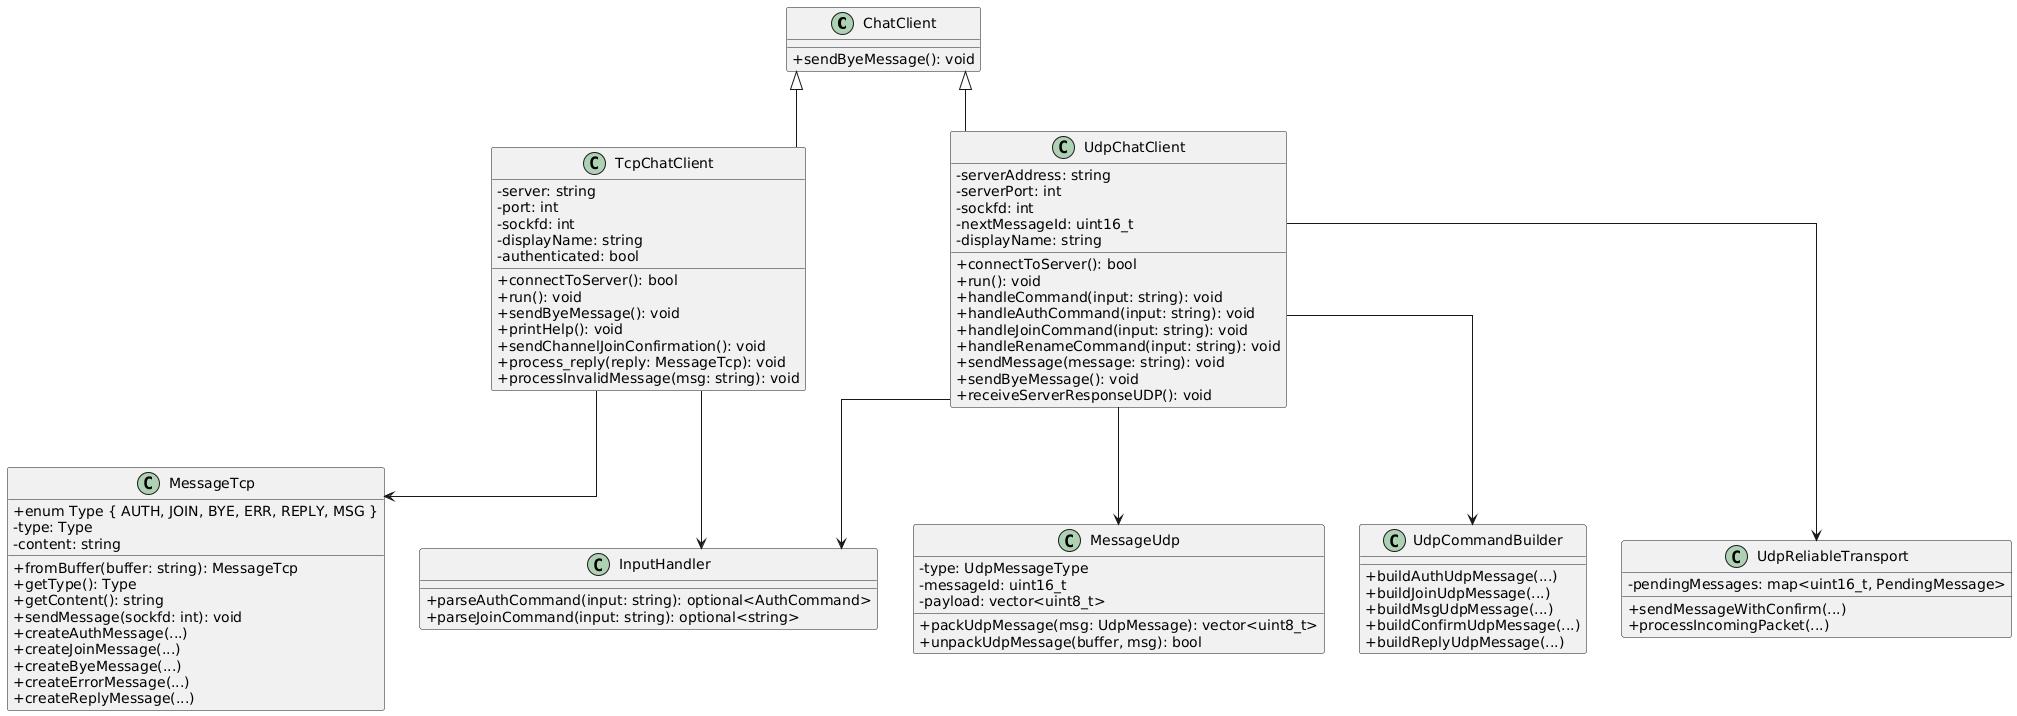 C ChatClient
+sendByeMessage(): void
C TcpChatClient
-server: string
-port: int
-sockfd: int
-displayName: string
-authenticated: bool
+connectToServer(): bool
+run(): void
+sendByeMessage(): void
+printHelp(): void
+sendChannelJoinConfirmation(): void
+process_reply(reply: MessageTcp): void
+processInvalidMessage(msg: string): void
C UdpChatClient
-serverAddress: string
-serverPort: int
-sockfd: int
-nextMessageId: uint16_t
-displayName: string
+connectToServer(): bool
+run(): void
+handleCommand(input: string): void
+handleAuthCommand(input: string): void
+handleJoinCommand(input: string): void
+handleRenameCommand(input: string): void
+sendMessage(message: string): void
+sendByeMessage(): void
+receiveServerResponseUDP(): void
C MessageTcp
+enum Type { AUTH, JOIN, BYE, ERR, REPLY, MSG }
-type: Type
-content: string
+fromBuffer(buffer: string): MessageTcp
+getType(): Type
+getContent(): string
+sendMessage(sockfd: int): void
+createAuthMessage(...)
+createJoinMessage(...)
+createByeMessage(...)
+createErrorMessage(...)
+createReplyMessage(...)
C InputHandler
+parseAuthCommand(input: string): optional<AuthCommand>
+parseJoinCommand(input: string): optional<string>
C MessageUdp
-type: UdpMessageType
-messageId: uint16_t
-payload: vector<uint8_t>
+packUdpMessage(msg: UdpMessage): vector<uint8_t>
+unpackUdpMessage(buffer, msg): bool
C UdpCommandBuilder
+buildAuthUdpMessage(...)
+buildJoinUdpMessage(...)
+buildMsgUdpMessage(...)
+buildConfirmUdpMessage(...)
+buildReplyUdpMessage(...)
C UdpReliableTransport
-pendingMessages: map<uint16_t, PendingMessage>
+sendMessageWithConfirm(...)
+processIncomingPacket(...)